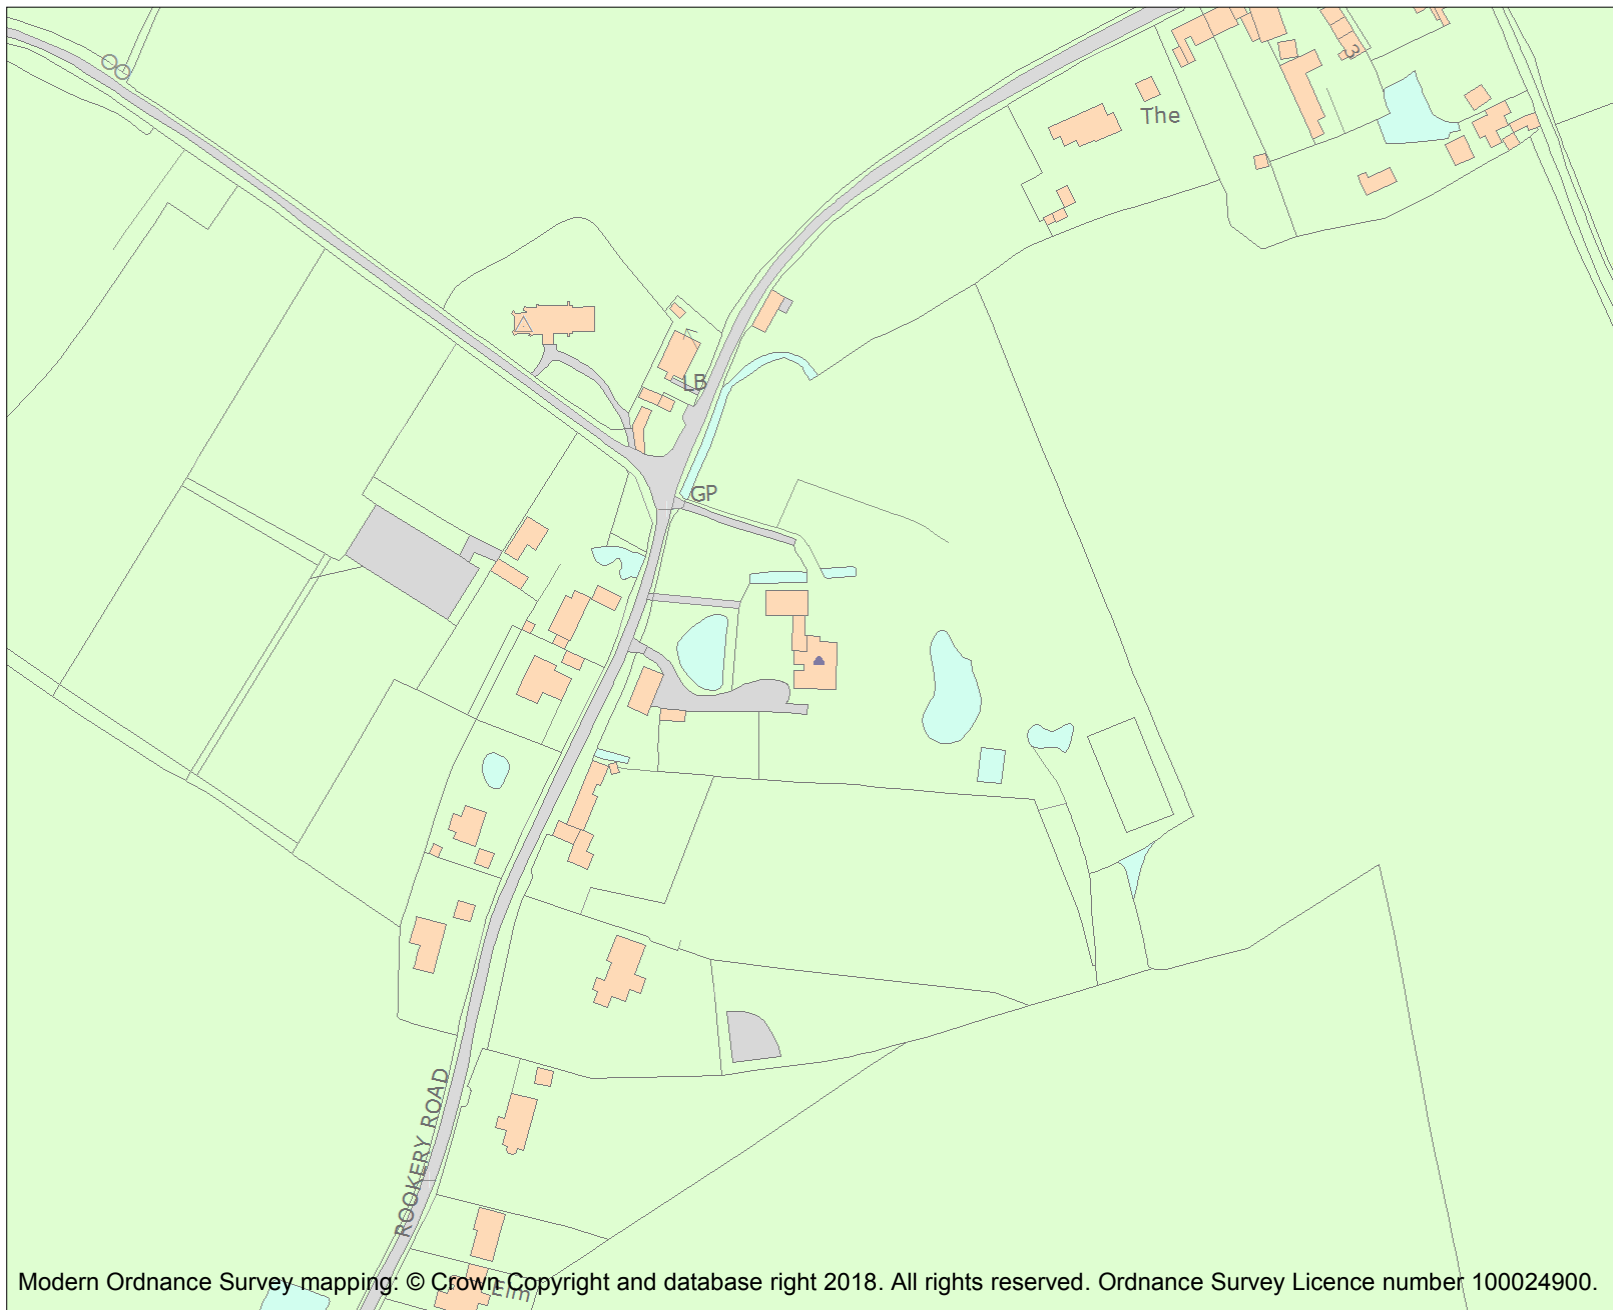 3
The
LB
GP
ROOKERY ROAD
Elm
Modern Ordnance Survey mapping: © Crown Copyright and database right 2018. All rights reserved. Ordnance Survey Licence number 100024900.